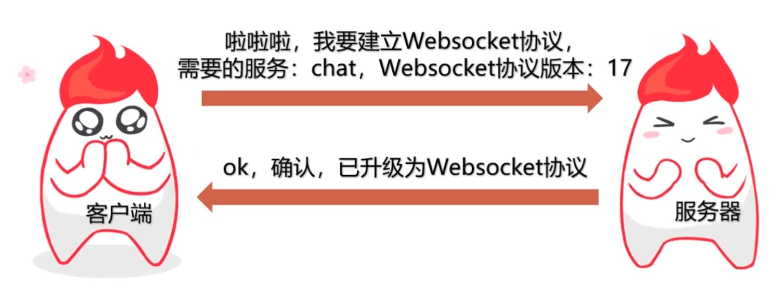 啦啦啦，我要建立Websocket协议，
需要的服务：chat，Websocket协议版本：17
ok，确认，已升级为Websocket协议
客户端
服务器